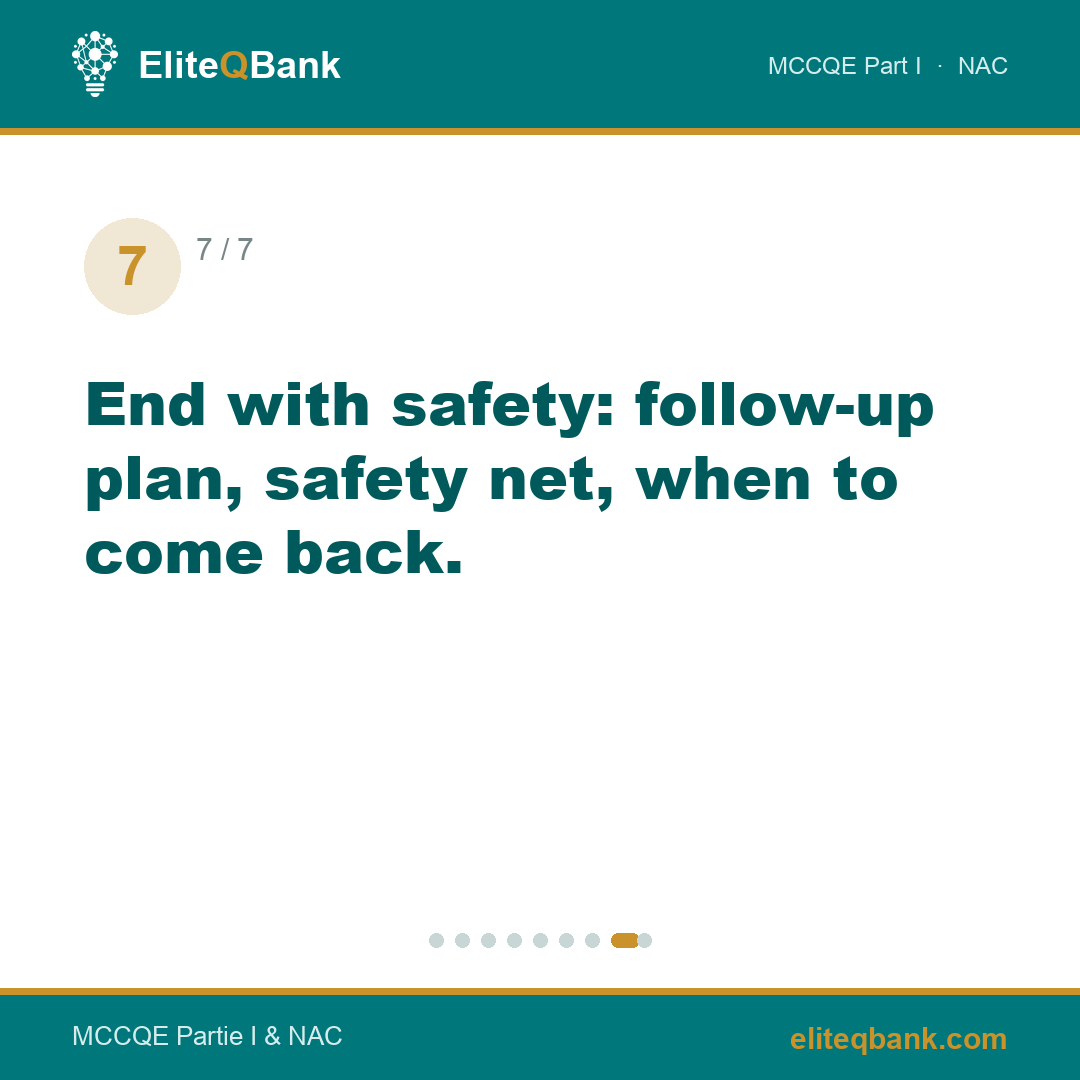 EliteQBank
MCCQE Part I · NAC
7
7 / 7
End with safety: follow-up
plan, safety net, when to
come back.
MCCQE Partie I & NAC
eliteqbank.com